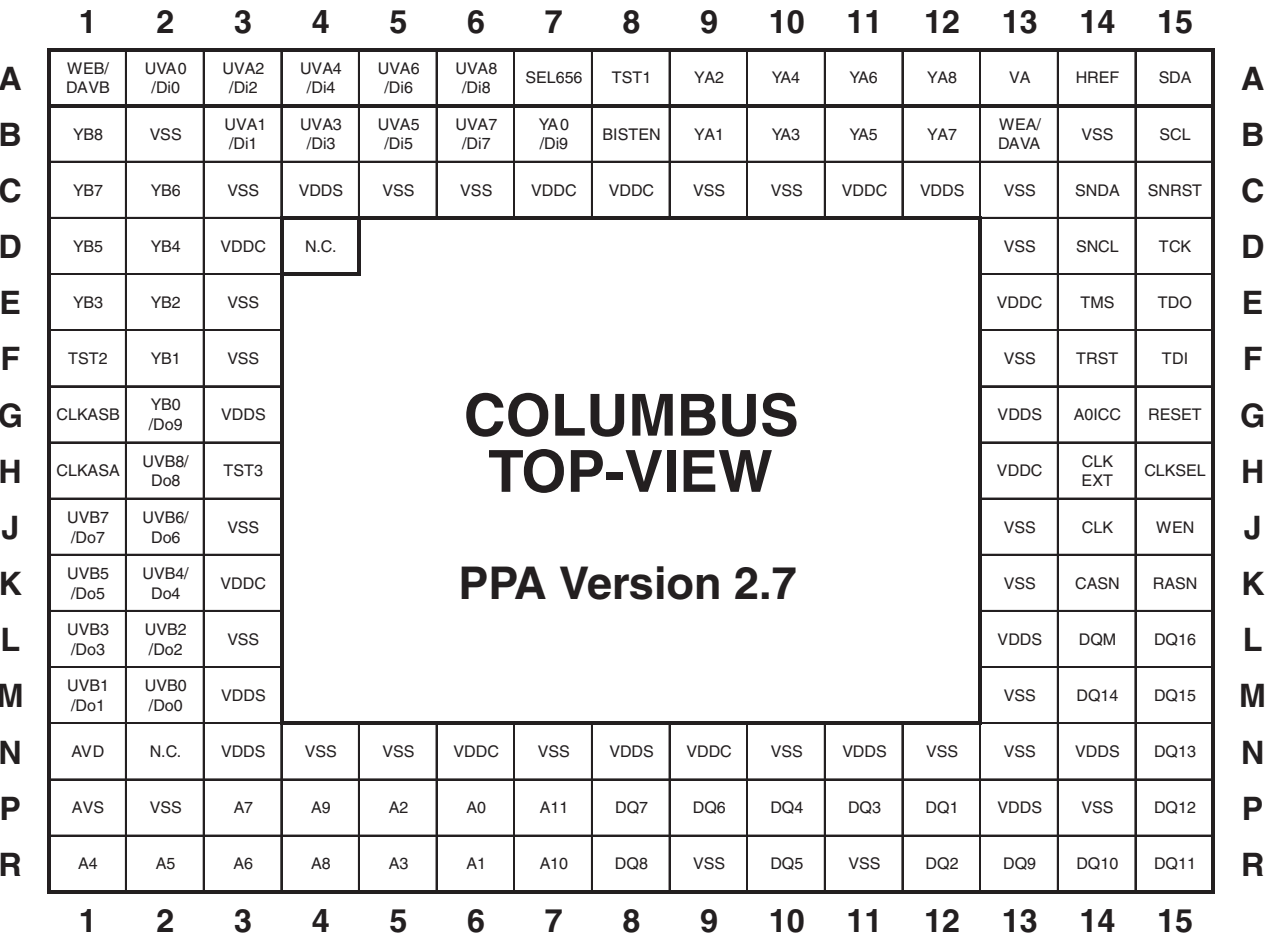 1 2 3 4 5 6 7 8 9 10 11 12 13 14 15
A WEB/ DAVB UVA0 /Di0 UVA2 /Di2 UVA4 /Di4 UVA6 /Di6 UVA8 /Di8 SEL656 TST1 YA2 YA4 YA6 YA8 VA HREF SDA A
B YB8 VSS UVA1 /Di1 UVA3 /Di3 UVA5 /Di5 UVA7 /Di7 YA0 /Di9 BISTEN YA1 YA3 YA5 YA7 WEA/ DAVA VSS SCL B
C YB7 YB6 VSS VDDS VSS VSS VDDC VDDC VSS VSS VDDC VDDS VSS SNDA SNRST C
D YB5 YB4 VDDC N.C. VSS SNCL TCK D
E YB3 YB2 VSS VDDC TMS TDO E
F TST2 YB1 VSS VSS TRST TDI F
G CLKASB YB0 /Do9 VDDS COLUMBUS VDDS A0ICC RESET G
H CLKASA UVB8/ Do8 TST3 TOP-VIEW VDDC CLK EXT CLKSEL H
J UVB7 /Do7 UVB6/ Do6 VSS VSS CLK WEN J
K UVB5 /Do5 UVB4/ Do4 VDDC PPA Version 2.7 VSS CASN RASN K
L UVB3 /Do3 UVB2 /Do2 VSS VDDS DQM DQ16 L
M UVB1 /Do1 UVB0 /Do0 VDDS VSS DQ14 DQ15 M
N AVD N.C. VDDS VSS VSS VDDC VSS VDDS VDDC VSS VDDS VSS VSS VDDS DQ13 N
P AVS VSS A7 A9 A2 A0 A11 DQ7 DQ6 DQ4 DQ3 DQ1 VDDS VSS DQ12 P
R A4 A5 A6 A8 A3 A1 A10 DQ8 VSS DQ5 VSS DQ2 DQ9 DQ10 DQ11 R
1 2 3 4 5 6 7 8 9 10 11 12 13 14 15